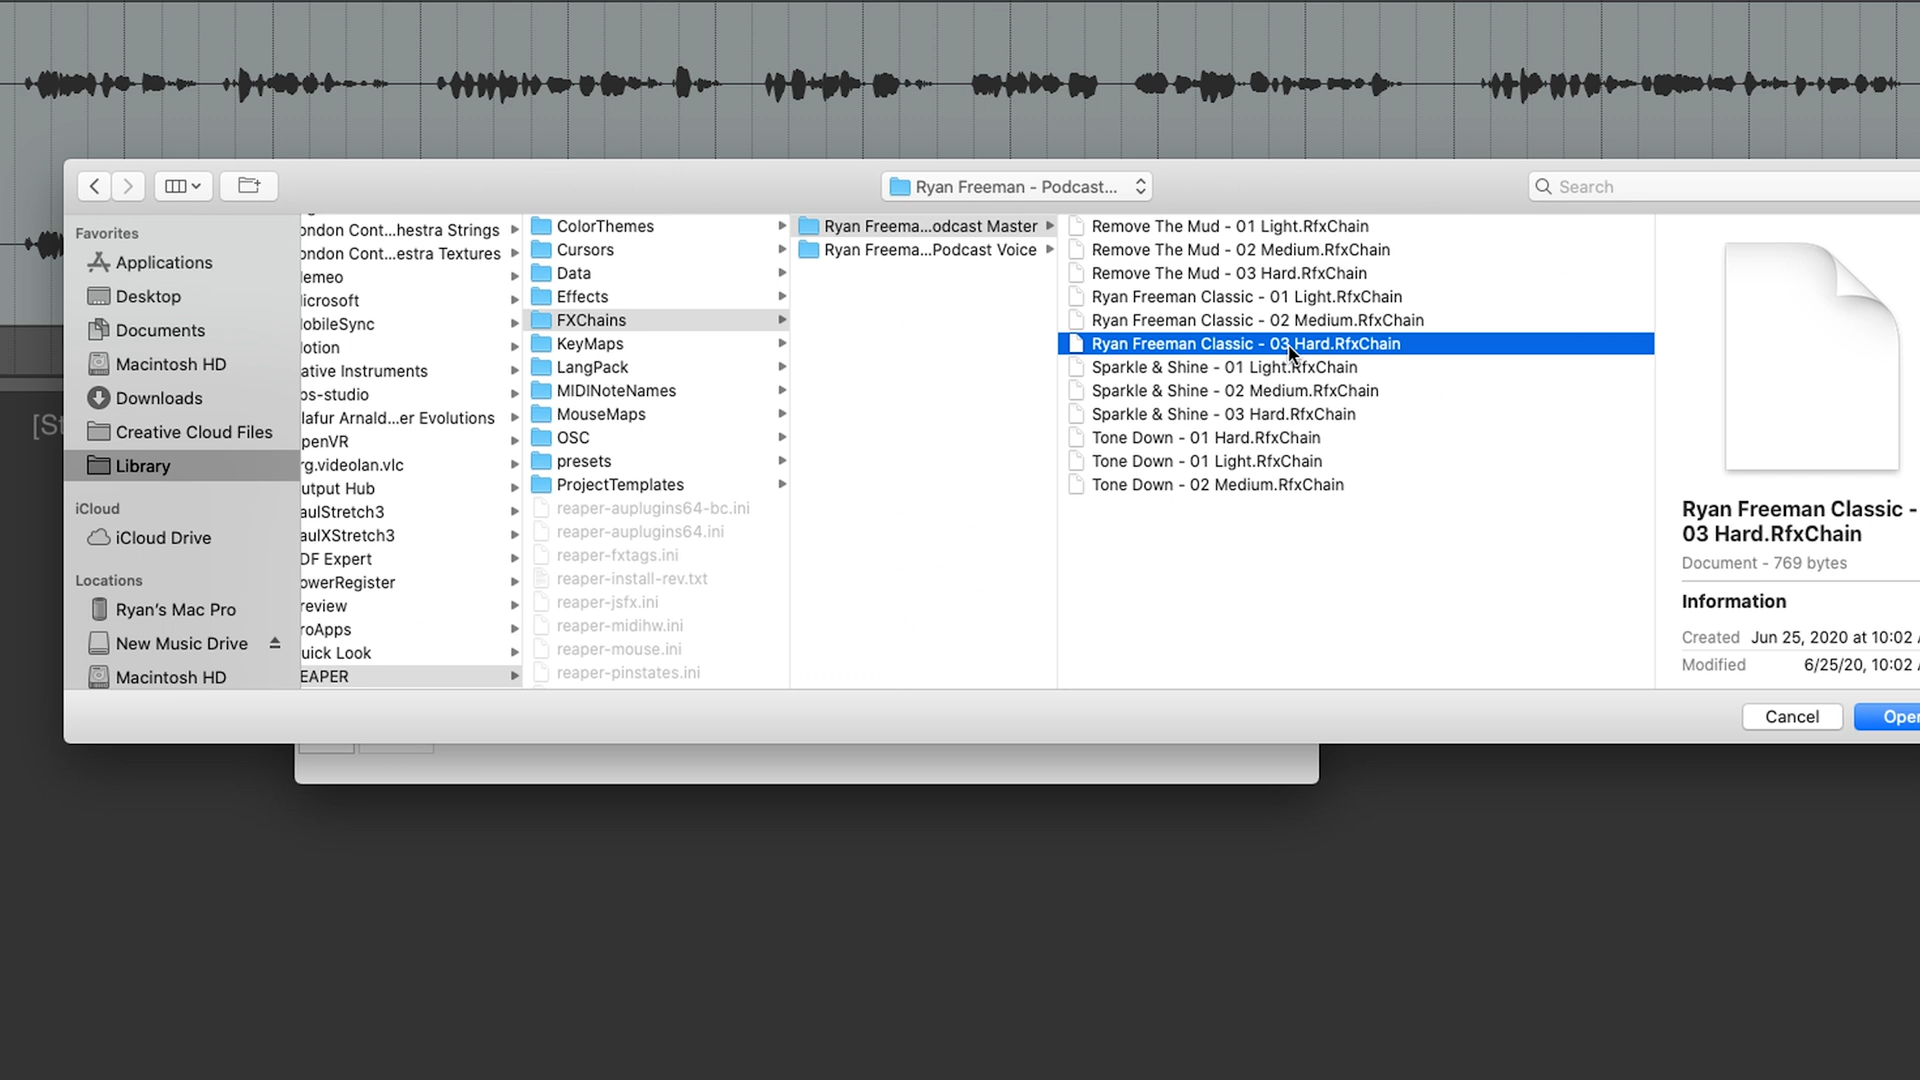 Ryan Freeman - Podcast...
Search
Favorites
Applications
Desktop
Documents
Macintosh HD
Downloads
Creative Cloud Files
Library
iCloud
iCloud Drive
Locations
Ryan's Mac Pro
New Music Drive
Macintosh HD
ondon Cont...hestra Strings
ondon Cont...estra Textures
emeo
icrosoft
obileSync
otion
ative Instruments
bs-studio
lafur Arnald...er Evolutions
penVR
rg.videolan.vlc
utput Hub
aulStretch3
aulXStretch3
DF Expert
owerRegister
review
roApps
uick Look
EAPER
ColorThemes
Cursors
Data
Effects
FXChains
KeyMaps
LangPack
MIDINoteNames
MouseMaps
OSC
presets
ProjectTemplates
reaper-auplugins64-bc.ini
reaper-auplugins64.ini
reaper-fxtags.ini
reaper-install-rev.txt
reaper-jsfx.ini
reaper-midihw.ini
reaper-mouse.ini
reaper-pinstates.ini
Ryan Freema...odcast Master
Ryan Freema...Podcast Voice
Remove The Mud - 01 Light.RfxChain
Remove The Mud - 02 Medium.RfxChain
Remove The Mud - 03 Hard.RfxChain
Ryan Freeman Classic - 01 Light.RfxChain
Ryan Freeman Classic - 02 Medium.RfxChain
Ryan Freeman Classic - 03 Hard.RfxChain
Sparkle & Shine - 01 Light.RfxChain
Sparkle & Shine - 02 Medium.RfxChain
Sparkle & Shine - 03 Hard.RfxChain
Tone Down - 01 Hard.RfxChain
Tone Down - 01 Light.RfxChain
Tone Down - 02 Medium.RfxChain
Ryan Freeman Classic -
03 Hard.RfxChain
Document - 769 bytes
Information
Created Jun 25, 2020 at 10:02
Modified 6/25/20, 10:02
Cancel
Open
[St